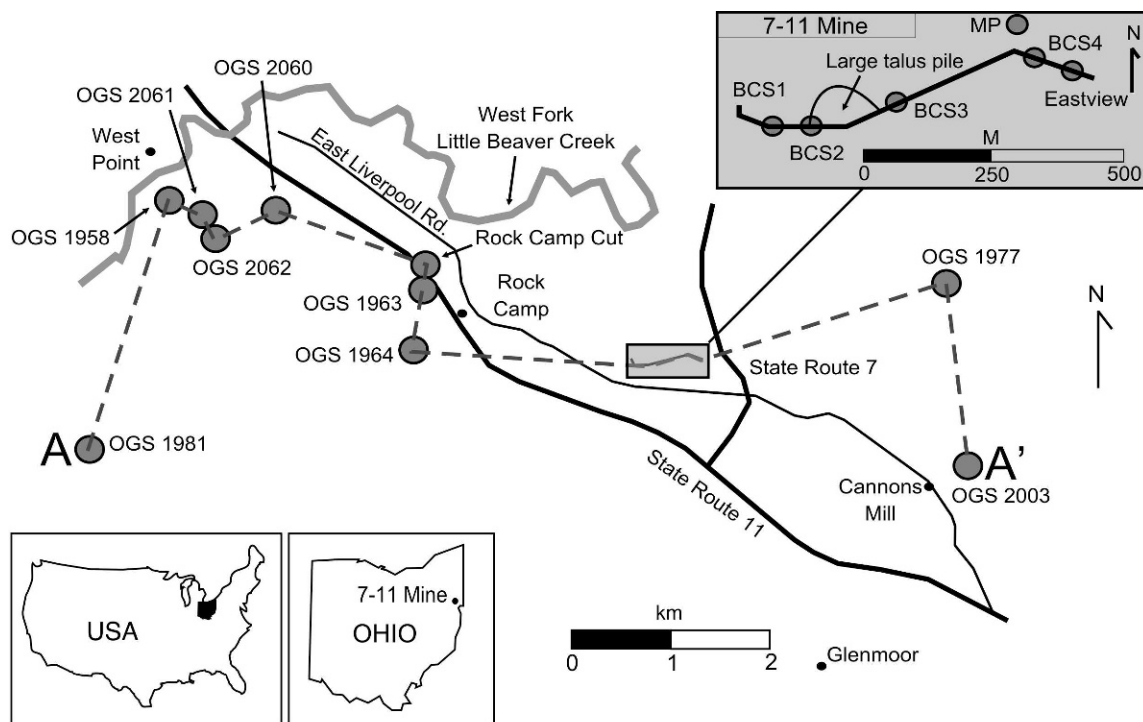 7-11 Mine
MP
N
BCS4
Large talus pile
BCS1
BCS3
Eastview
BCS2
M
0 250 500
OGS 2060
OGS 2061
West
Point
West Fork
Little Beaver Creek
East Liverpool Rd.
OGS 1958
OGS 2062
Rock Camp Cut
OGS 1977
OGS 1963
Rock
Camp
N
OGS 1964
State Route 7
A
OGS 1981
State Route 11
A’
Cannons
Mill
OGS 2003
7-11 Mine
USA
OHIO
km
0 1 2
Glenmoor